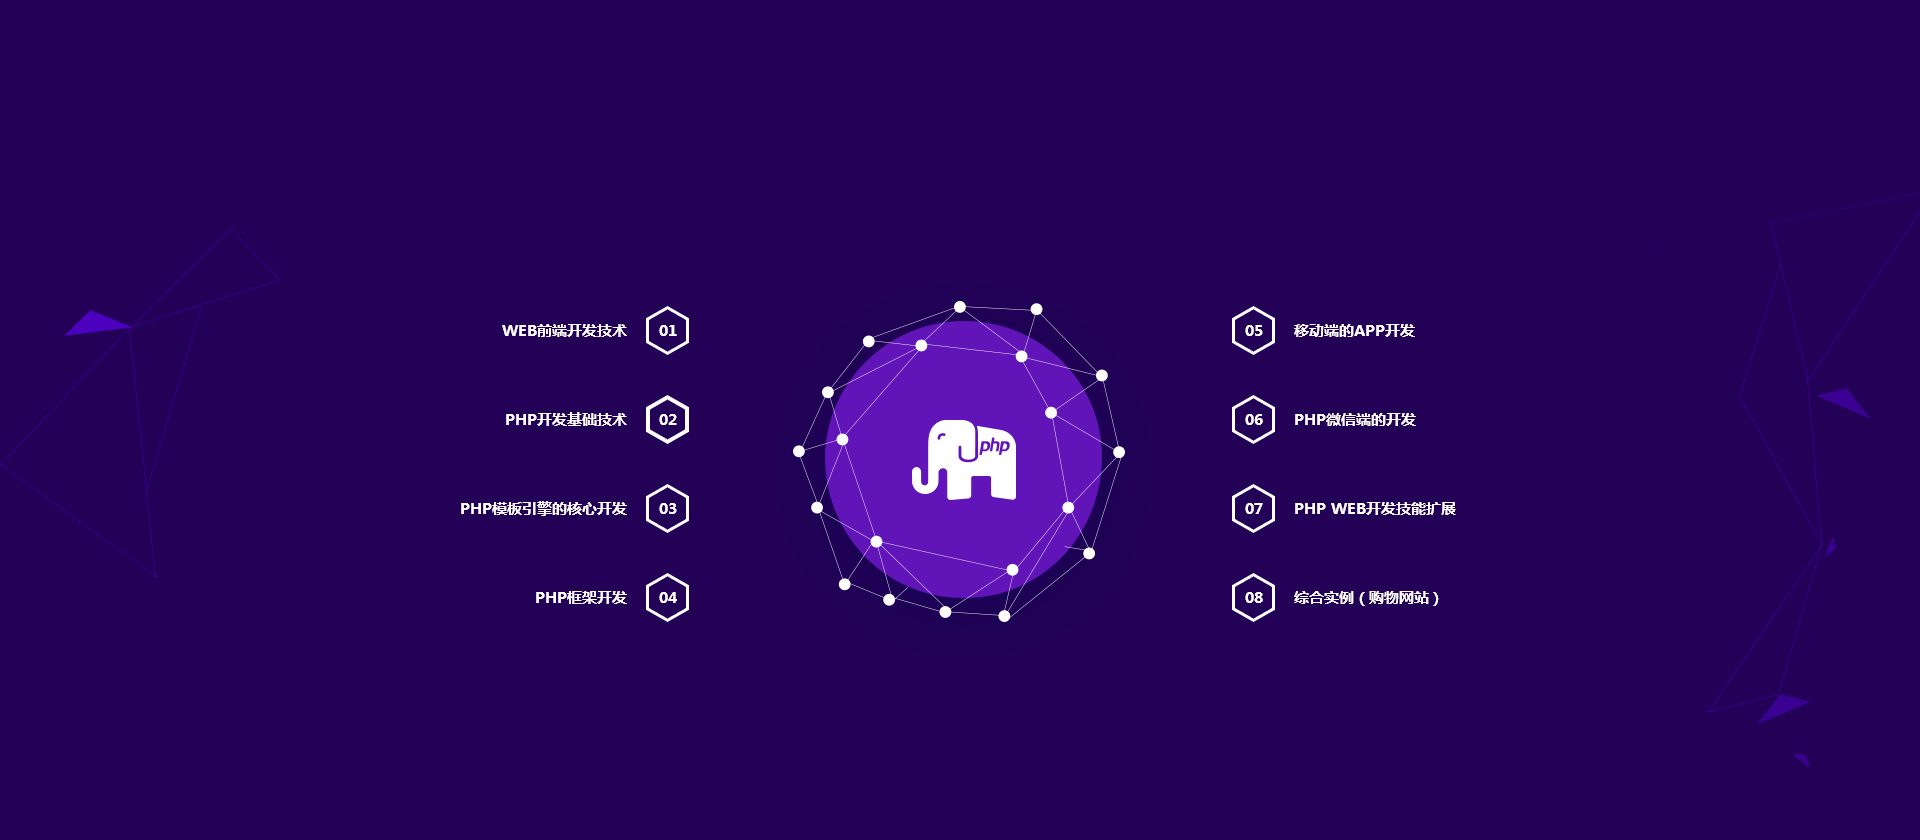 WEB前端开发技术 01
PHP开发基础技术 02
PHP模板引擎的核心开发 03
PHP框架开发 04
php
05 移动端的APP开发
06 PHP微信端的开发
07 PHP WEB开发技能扩展
08 综合实例（购物网站）